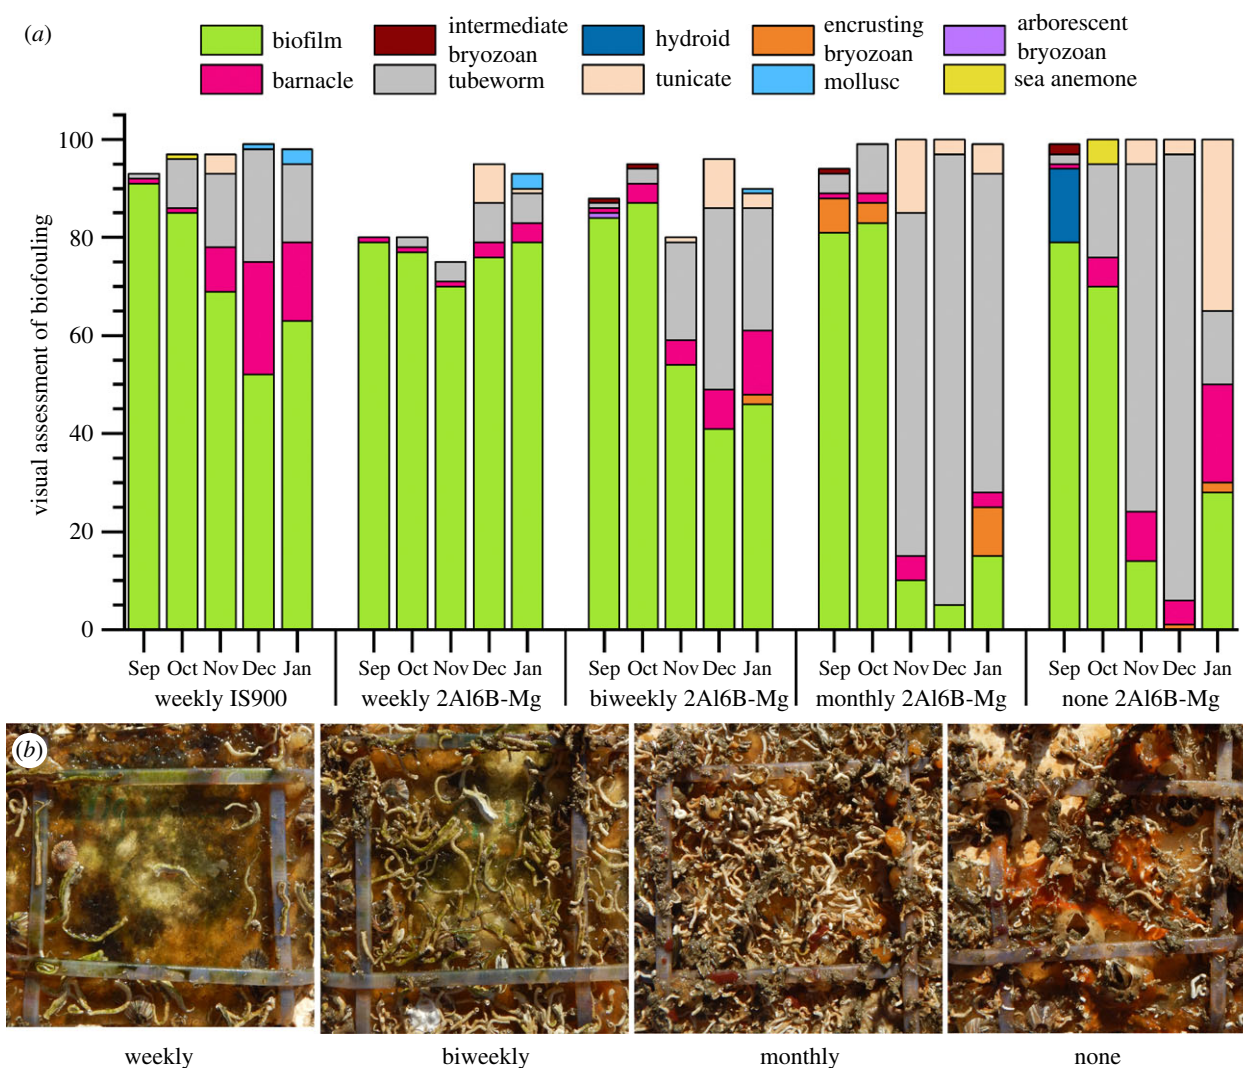 (a)
biofilm
intermediate
bryozoan
hydroid
encrusting
bryozoan
arborescent
bryozoan
barnacle
tubeworm
tunicate
mollusc
sea anemone
visual assessment of biofouling
100
80
60
40
20
0
Sep Oct Nov Dec Jan
Sep Oct Nov Dec Jan
Sep Oct Nov Dec Jan
Sep Oct Nov Dec Jan
Sep Oct Nov Dec Jan
weekly IS900
weekly 2Al6B-Mg
biweekly 2Al6B-Mg
monthly 2Al6B-Mg
none 2Al6B-Mg
(b)
weekly
biweekly
monthly
none